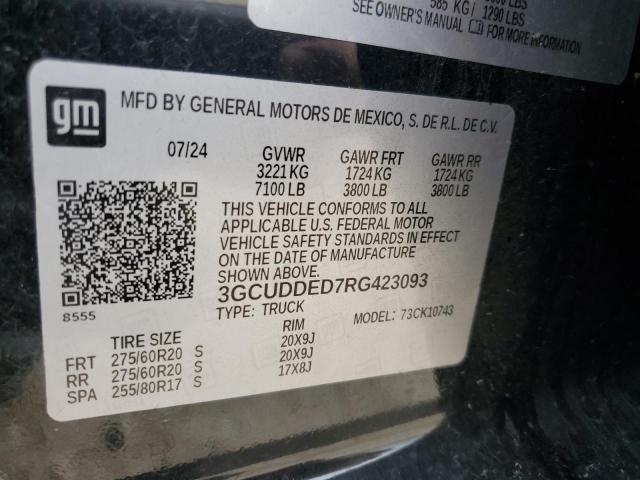 585 KG / 1290 LBS
SEE OWNER'S MANUAL FOR MORE INFORMATION
gm
MFD BY GENERAL MOTORS DE MEXICO, S. DE R.L. DE C.V.
07/24 GVWR GAWR FRT GAWR RR
3221 KG 1724 KG 1724 KG
7100 LB 3800 LB 3800 LB
THIS VEHICLE CONFORMS TO ALL
APPLICABLE U.S. FEDERAL MOTOR
VEHICLE SAFETY STANDARDS IN EFFECT
ON THE DATE OF MANUFACTURE
SHOWN ABOVE.
3GCUDDED7RG423093
8555
TYPE: TRUCK MODEL: 73CK10743
TIRE SIZE RIM
FRT 275/60R20 S 20X9J
RR 275/60R20 S 20X9J
SPA 255/80R17 S 17X8J